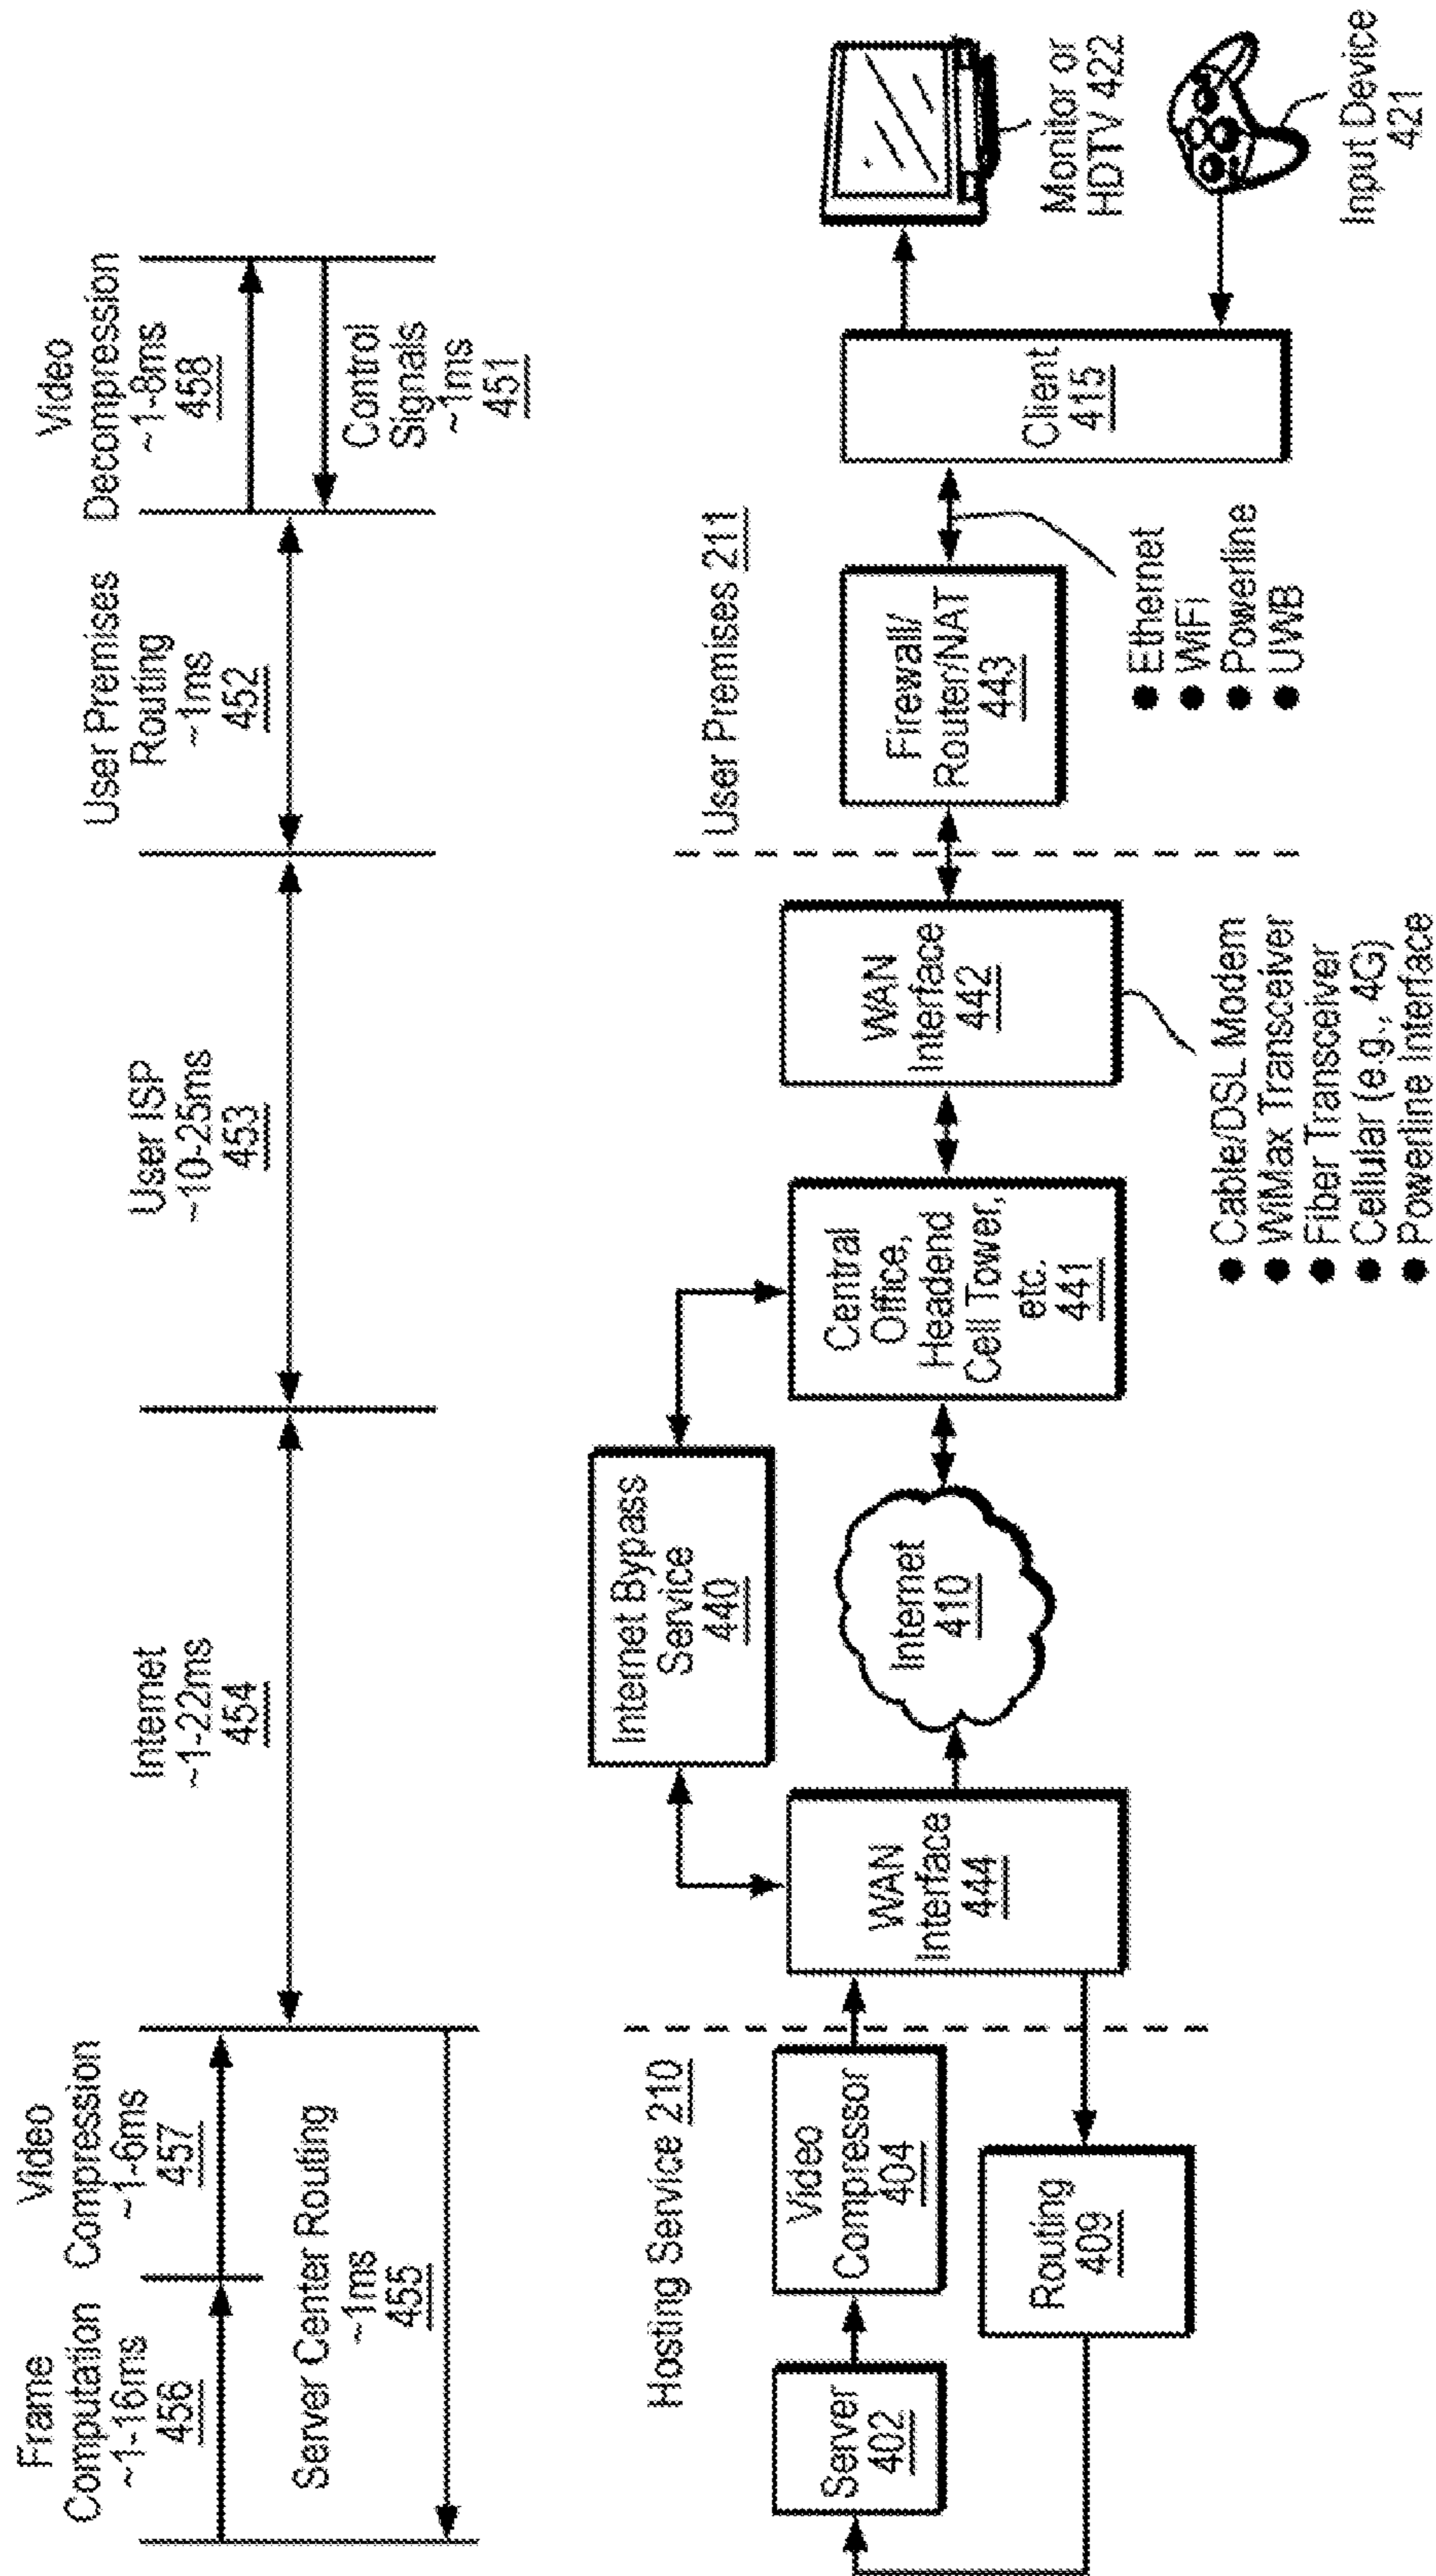 Frame
Computation
~1-16ms
456
Video
Compression
~1-6ms
457
Server Center Routing
~1ms
455
Internet
~1-22ms
454
User ISP
~10-25ms
453
User Premises
Routing
~1ms
452
Video
Decompression
~1-8ms
458
Control
Signals
~1ms
451
Hosting Service 210
Server
402
Video
Compressor
404
Routing
409
WAN
Interface
444
Internet Bypass
Service
440
Internet
410
Central
Office,
Headend
Cell Tower,
etc.
441
WAN
Interface
442
● Cable/DSL Modem
● WiMax Transceiver
● Fiber Transceiver
● Cellular (e.g., 4G)
● Powerline Interface
User Premises 211
Firewall/
Router/NAT
443
● Ethernet
● WiFi
● Powerline
● UWB
Client
415
Monitor or
HDTV 422
Input Device
421